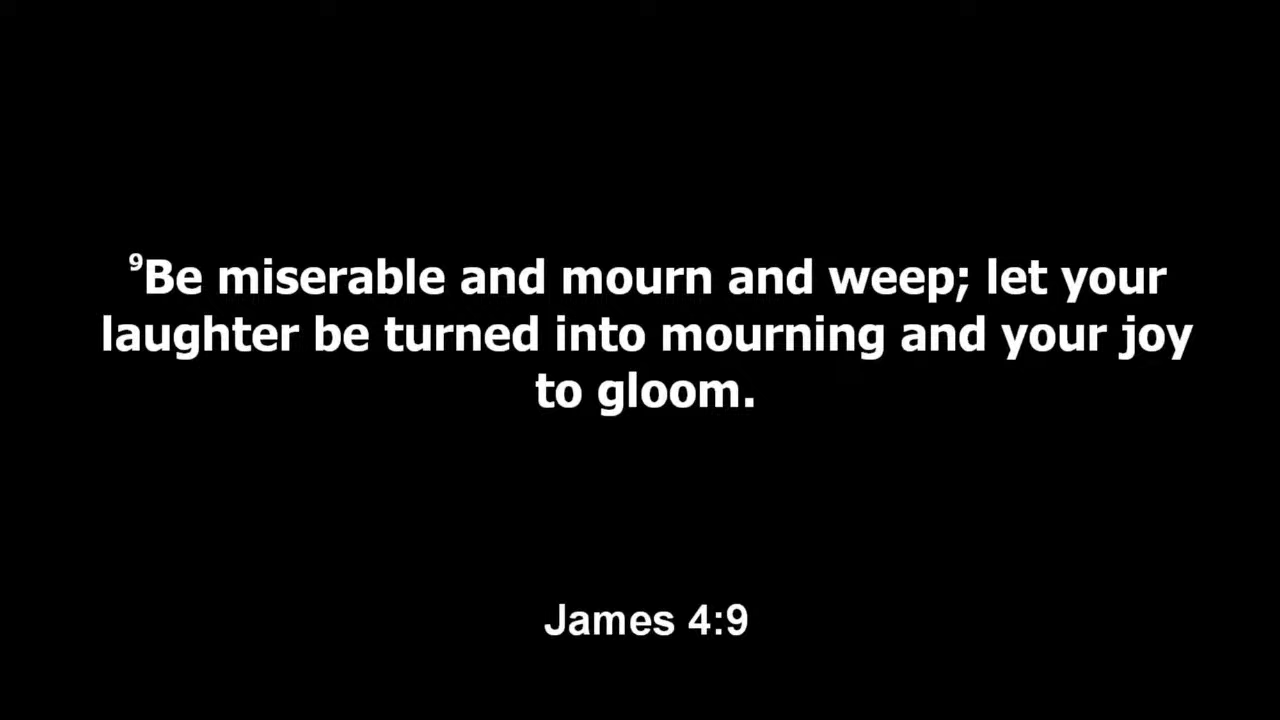 ⁹Be miserable and mourn and weep; let your
laughter be turned into mourning and your joy
to gloom.
James 4:9